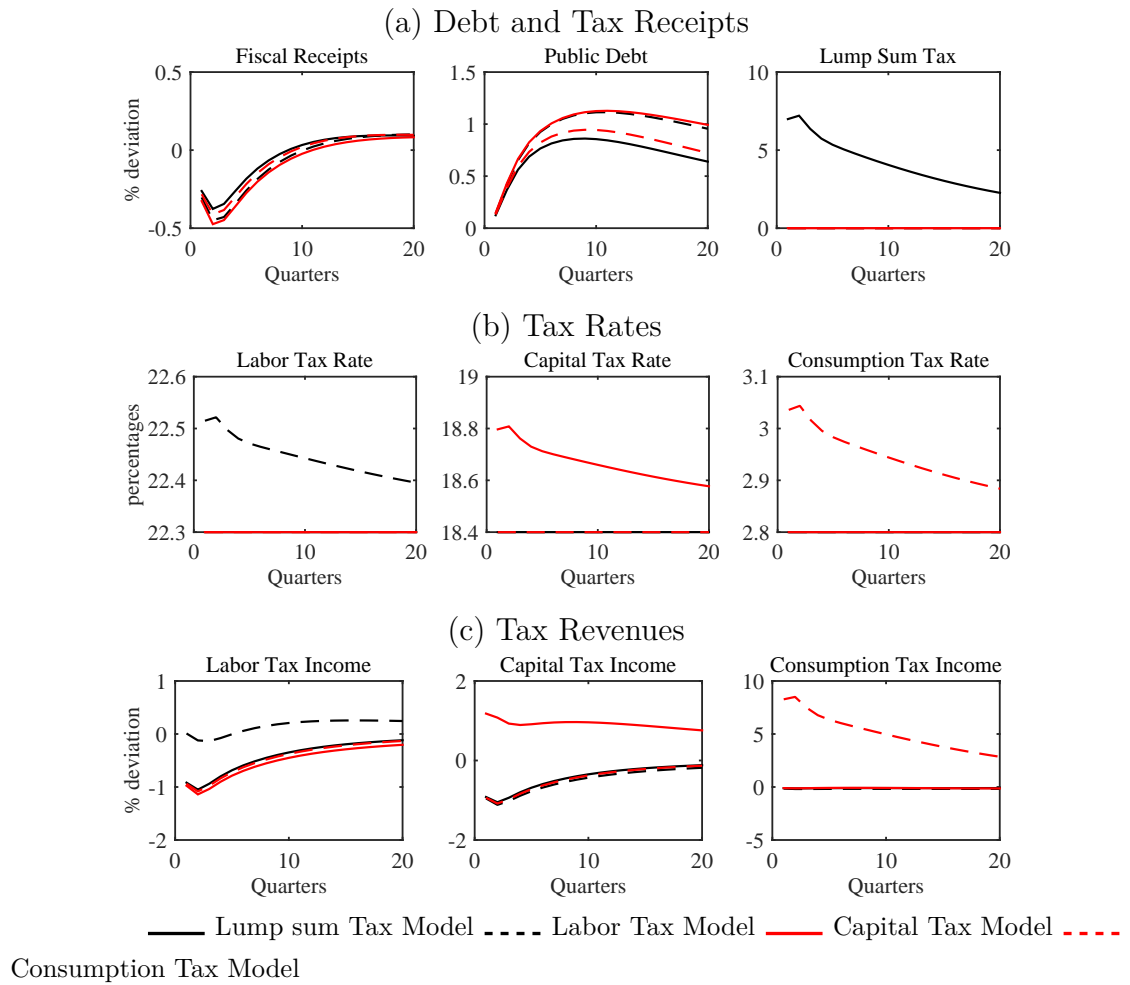 (a) Debt and Tax Receipts
Fiscal Receipts Public Debt Lump Sum Tax
% deviation
0.5 0 -0.5
0 10 20
Quarters
1.5 1 0.5 0
0 10 20
Quarters
10 5 0
0 10 20
Quarters
(b) Tax Rates
Labor Tax Rate Capital Tax Rate Consumption Tax Rate
percentages
22.6 22.5 22.4 22.3
0 10 20
Quarters
19 18.8 18.6 18.4
0 10 20
Quarters
3.1 3 2.9 2.8
0 10 20
Quarters
(c) Tax Revenues
Labor Tax Income Capital Tax Income Consumption Tax Income
% deviation
1 0 -1 -2
0 10 20
Quarters
2 0 -2
0 10 20
Quarters
10 5 0 -5
0 10 20
Quarters
Lump sum Tax Model Labor Tax Model Capital Tax Model
Consumption Tax Model